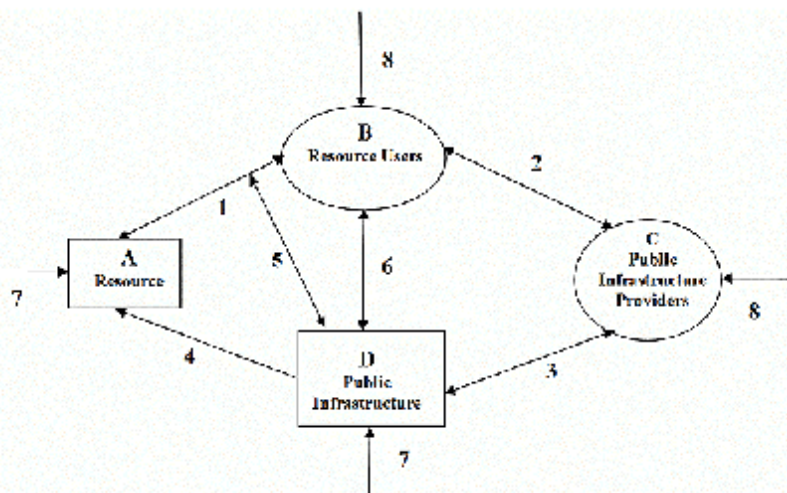 8
B
Resource Users
2
1
A
Resource
7
5
6
C
Public
Infrastructure
Providers
8
4
D
Public
Infrastructure
3
7